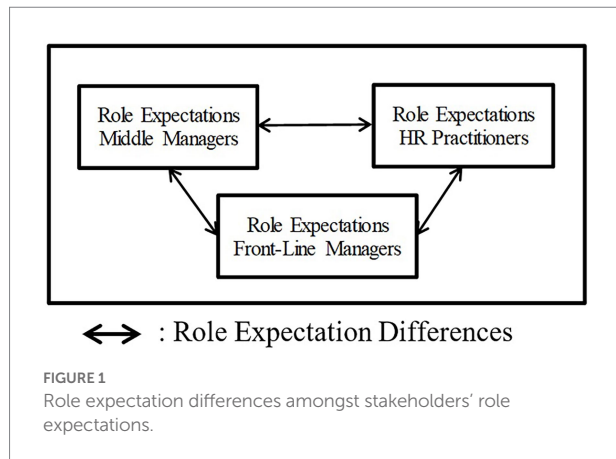 Role Expectations
Middle Managers
Role Expectations
HR Practitioners
Role Expectations
Front-Line Managers
: Role Expectation Differences
FIGURE 1
Role expectation differences amongst stakeholders’ role
expectations.